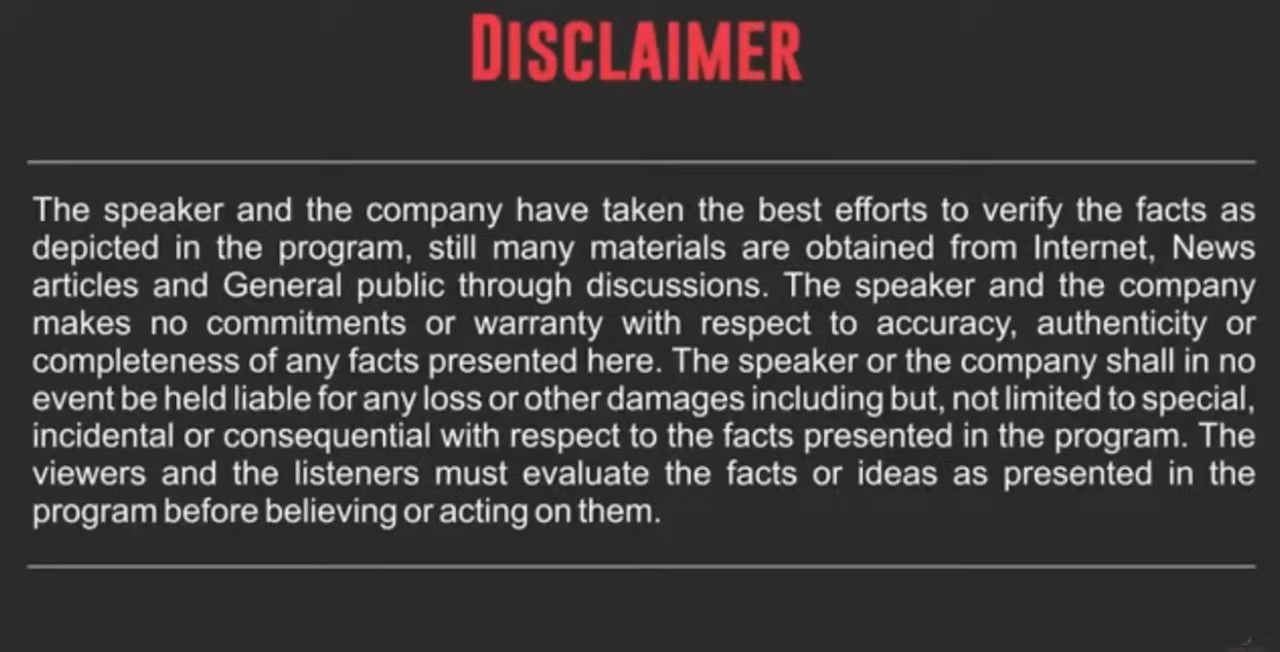 DISCLAIMER
The speaker and the company have taken the best efforts to verify the facts as
depicted in the program, still many materials are obtained from Internet, News
articles and General public through discussions. The speaker and the company
makes no commitments or warranty with respect to accuracy, authenticity or
completeness of any facts presented here. The speaker or the company shall in no
event be held liable for any loss or other damages including but, not limited to special,
incidental or consequential with respect to the facts presented in the program. The
viewers and the listeners must evaluate the facts or ideas as presented in the
program before believing or acting on them.